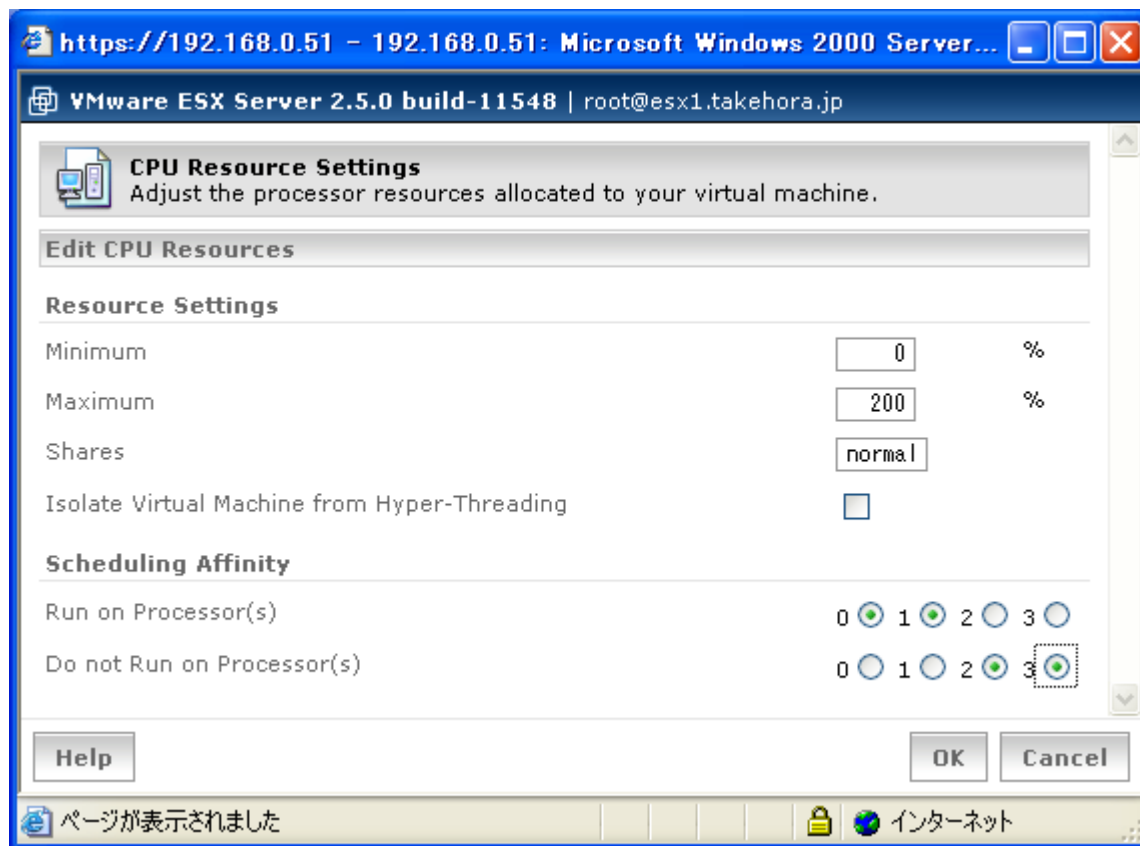 https://192.168.0.51 - 192.168.0.51: Microsoft Windows 2000 Server...
VMware ESX Server 2.5.0 build-11548 | root@esx1.takehora.jp
CPU Resource Settings
Adjust the processor resources allocated to your virtual machine.
Edit CPU Resources
Resource Settings
Minimum 0 %
Maximum 200 %
Shares normal
Isolate Virtual Machine from Hyper-Threading
Scheduling Affinity
Run on Processor(s) 0 1 2 3
Do not Run on Processor(s) 0 1 2 3
Help OK Cancel
ページが表示されました インターネット